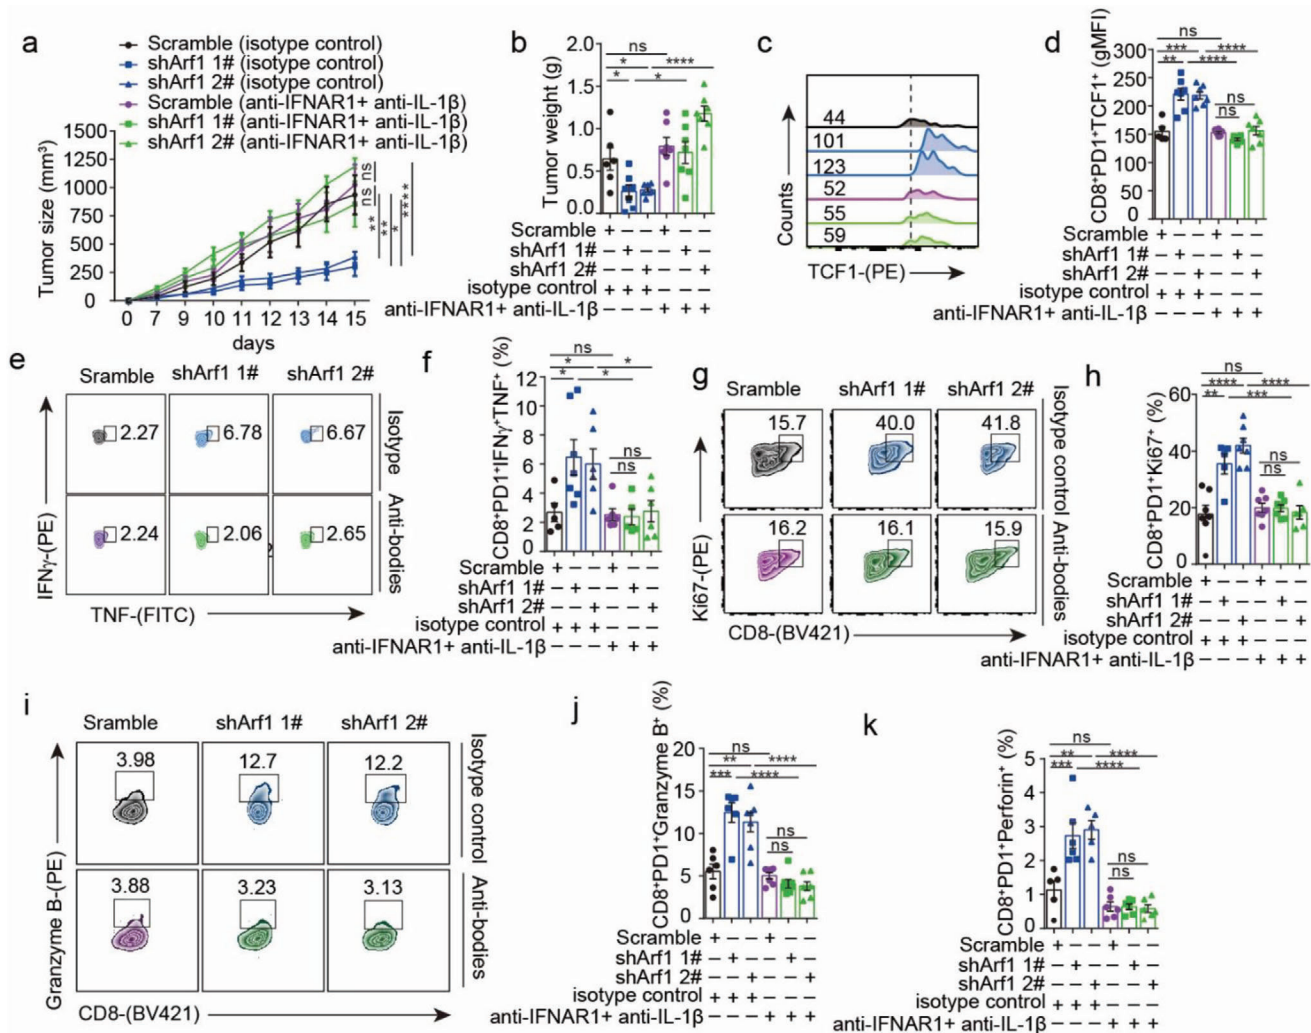 a
Scramble (isotype control)
shArf1 1# (isotype control)
shArf1 2# (isotype control)
Scramble (anti-IFNAR1+ anti-IL-1β)
shArf1 1# (anti-IFNAR1+ anti-IL-1β)
shArf1 2# (anti-IFNAR1+ anti-IL-1β)
Tumor size (mm³)
1500
1250
1000
750
500
250
0
0 7 9 10 11 12 13 14 15
days
ns
ns
**
**
*
****
b
Tumor weight (g)
2.0
1.5
1.0
0.5
0.0
ns
* ****
* *
Scramble + − − + − −
shArf1 1# − + − − + −
shArf1 2# − − + − − +
isotype control + + + − − −
anti-IFNAR1+ anti-IL-1β − − − + + +
c
44
101
123
52
55
59
Counts
TCF1-(PE)
d
CD8⁺PD1⁺TCF1⁺ (gMFI)
300
250
200
150
100
50
0
ns
*** ****
** ****
ns
ns
Scramble + − − + − −
shArf1 1# − + − − + −
shArf1 2# − − + − − +
isotype control + + + − − −
anti-IFNAR1+ anti-IL-1β − − − + + +
e
Sramble shArf1 1# shArf1 2#
2.27 6.78 6.67
Isotype
2.24 2.06 2.65
Anti-bodies
IFNγ-(PE)
TNF-(FITC)
f
CD8⁺PD1⁺IFNγ⁺TNF⁺ (%)
12
10
8
6
4
2
0
ns
* *
* *
ns
ns
Scramble + − − + − −
shArf1 1# − + − − + −
shArf1 2# − − + − − +
isotype control + + + − − −
anti-IFNAR1+ anti-IL-1β − − − + + +
g
Sramble shArf1 1# shArf1 2#
15.7 40.0 41.8
Isotype control
16.2 16.1 15.9
Anti-bodies
Ki67-(PE)
CD8-(BV421)
h
CD8⁺PD1⁺Ki67⁺ (%)
60
40
20
0
ns
**** ****
** ***
ns
ns
Scramble + − − + − −
shArf1 1# − + − − + −
shArf1 2# − − + − − +
isotype control + + + − − −
anti-IFNAR1+ anti-IL-1β − − − + + +
i
Sramble shArf1 1# shArf1 2#
3.98 12.7 12.2
Isotype control
3.88 3.23 3.13
Anti-bodies
Granzyme B-(PE)
CD8-(BV421)
j
CD8⁺PD1⁺Granzyme B⁺ (%)
20
15
10
5
0
ns
** ****
*** ****
ns
ns
Scramble + − − + − −
shArf1 1# − + − − + −
shArf1 2# − − + − − +
isotype control + + + − − −
anti-IFNAR1+ anti-IL-1β − − − + + +
k
CD8⁺PD1⁺Perforin⁺ (%)
5
4
3
2
1
0
ns
** ****
*** ****
ns
ns
Scramble + − − + − −
shArf1 1# − + − − + −
shArf1 2# − − + − − +
isotype control + + + − − −
anti-IFNAR1+ anti-IL-1β − − − + + +